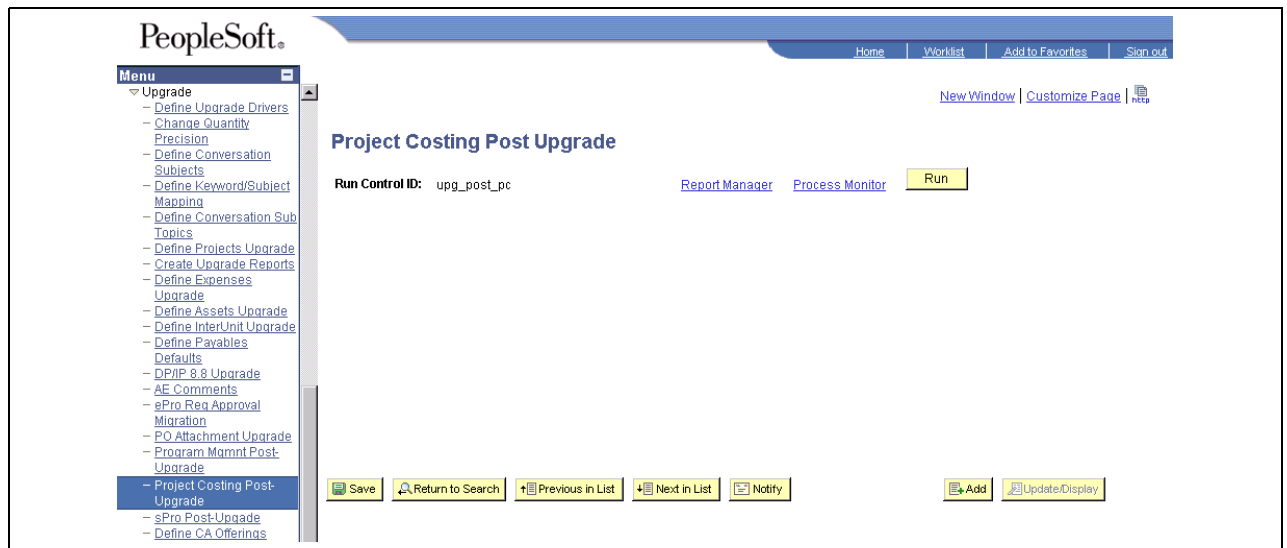 PeopleSoft®
Home Worklist Add to Favorites Sign out
Menu
Upgrade
– Define Upgrade Drivers
– Change Quantity
Precision
– Define Conversation
Subjects
– Define Keyword/Subject
Mapping
– Define Conversation Sub
Topics
– Define Projects Upgrade
– Create Upgrade Reports
– Define Expenses
Upgrade
– Define Assets Upgrade
– Define InterUnit Upgrade
– Define Payables
Defaults
– DP/IP 8.8 Upgrade
– AE Comments
– ePro Req Approval
Migration
– PO Attachment Upgrade
– Program Mgmnt Post-
Upgrade
– Project Costing Post-
Upgrade
– sPro Post-Upgade
– Define CA Offerings
New Window | Customize Page | http
Project Costing Post Upgrade
Run Control ID: upg_post_pc Report Manager Process Monitor Run
Save Return to Search Previous in List Next in List Notify Add Update/Display